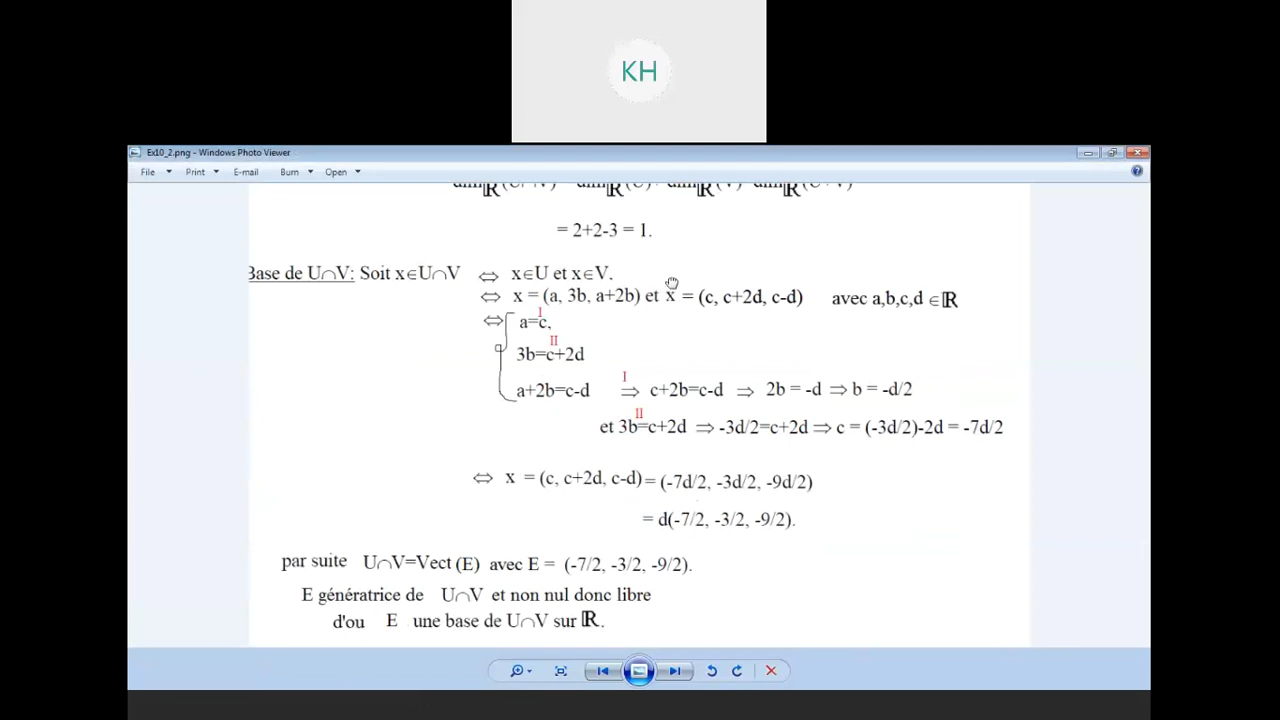 KH
Ex10_2.png - Windows Photo Viewer
File Print E-mail Burn Open
= 2+2-3 = 1.
Base de U∩V: Soit x∈U∩V ⇔ x∈U et x∈V.
⇔ x = (a, 3b, a+2b) et x = (c, c+2d, c-d) avec a,b,c,d ∈ℝ
⇔ a=c, I
3b=c+2d II
a+2b=c-d I ⇒ c+2b=c-d ⇒ 2b = -d ⇒ b = -d/2
et 3b=c+2d II ⇒ -3d/2=c+2d ⇒ c = (-3d/2)-2d = -7d/2
⇔ x = (c, c+2d, c-d) = (-7d/2, -3d/2, -9d/2)
= d(-7/2, -3/2, -9/2).
par suite U∩V=Vect (E) avec E = (-7/2, -3/2, -9/2).
E génératrice de U∩V et non nul donc libre
d'ou E une base de U∩V sur ℝ.